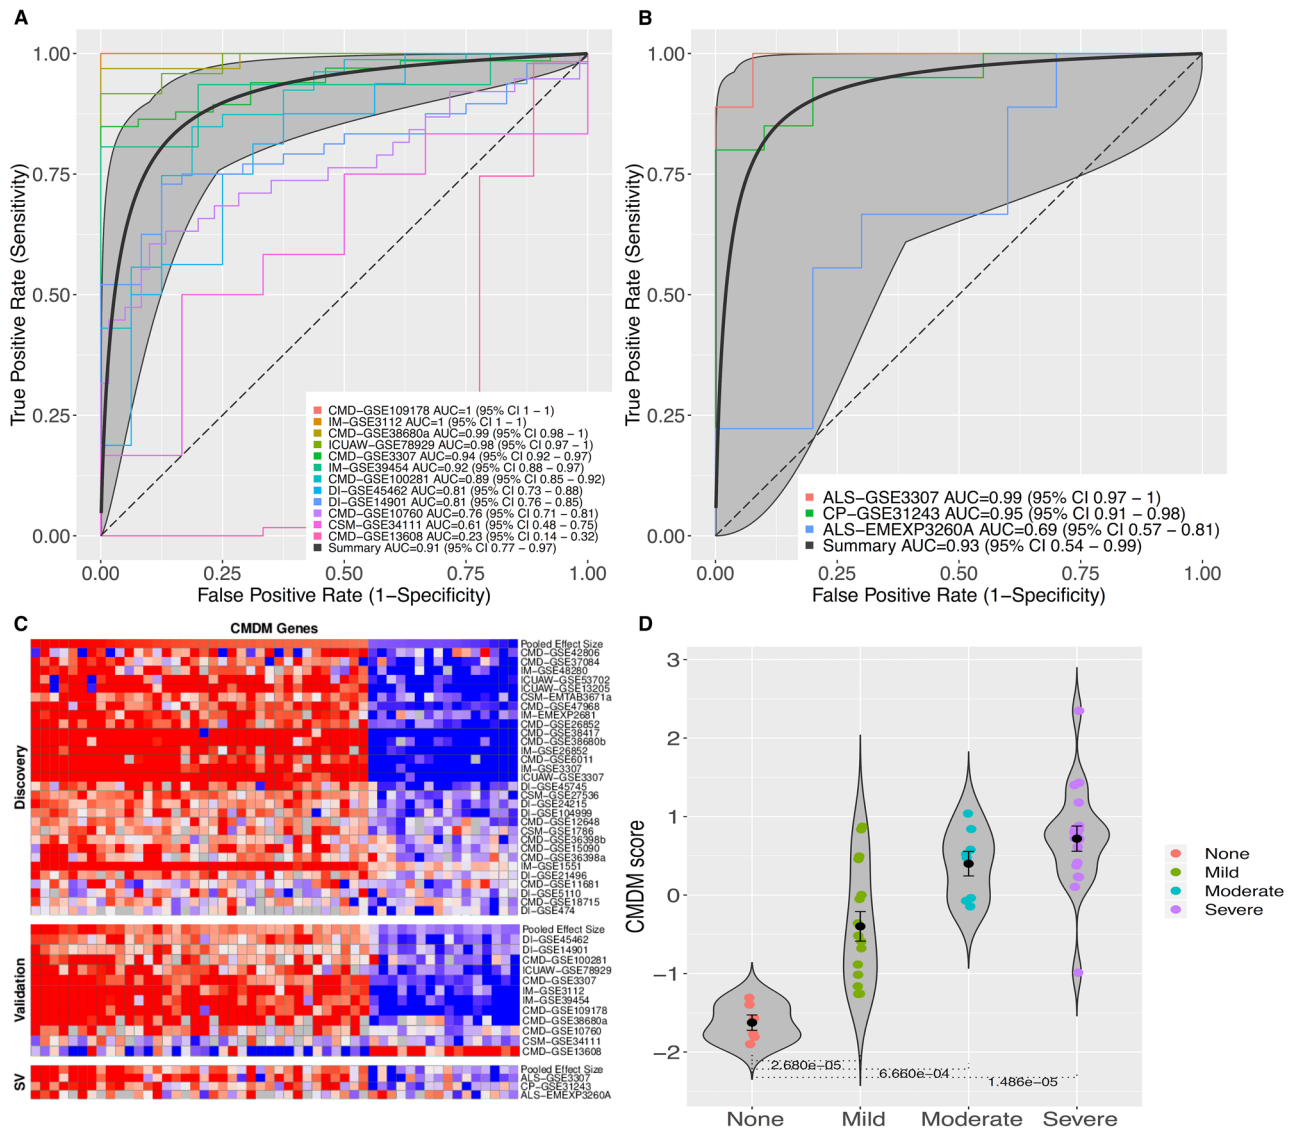 A
True Positive Rate (Sensitivity)
1.00
0.75
0.50
0.25
0.00
CMD−GSE109178 AUC=1 (95% CI 1 − 1)
IM−GSE3112 AUC=1 (95% CI 1 − 1)
CMD−GSE38680a AUC=0.99 (95% CI 0.98 − 1)
ICUAW−GSE78929 AUC=0.98 (95% CI 0.97 − 1)
CMD−GSE3307 AUC=0.94 (95% CI 0.92 − 0.97)
IM−GSE39454 AUC=0.92 (95% CI 0.88 − 0.97)
CMD−GSE100281 AUC=0.89 (95% CI 0.85 − 0.92)
DI−GSE45462 AUC=0.81 (95% CI 0.73 − 0.88)
DI−GSE14901 AUC=0.81 (95% CI 0.76 − 0.85)
CMD−GSE10760 AUC=0.76 (95% CI 0.71 − 0.81)
CSM−GSE34111 AUC=0.61 (95% CI 0.48 − 0.75)
CMD−GSE13608 AUC=0.23 (95% CI 0.14 − 0.32)
Summary AUC=0.91 (95% CI 0.77 − 0.97)
0.00 0.25 0.50 0.75 1.00
False Positive Rate (1−Specificity)
B
True Positive Rate (Sensitivity)
1.00
0.75
0.50
0.25
0.00
ALS−GSE3307 AUC=0.99 (95% CI 0.97 − 1)
CP−GSE31243 AUC=0.95 (95% CI 0.91 − 0.98)
ALS−EMEXP3260A AUC=0.69 (95% CI 0.57 − 0.81)
Summary AUC=0.93 (95% CI 0.54 − 0.99)
0.00 0.25 0.50 0.75 1.00
False Positive Rate (1−Specificity)
C
CMDM Genes
Discovery
Pooled Effect Size
CMD−GSE42806
CMD−GSE37084
IM−GSE48280
ICUAW−GSE53702
ICUAW−GSE13205
CSM−EMTAB3671a
CMD−GSE47968
IM−EMEXP2681
CMD−GSE26852
CMD−GSE38417
CMD−GSE38680b
IM−GSE26852
CMD−GSE6011
IM−GSE3307
ICUAW−GSE3307
DI−GSE45745
CSM−GSE27536
DI−GSE24215
DI−GSE104999
CMD−GSE12648
CSM−GSE1786
CMD−GSE36398b
CMD−GSE15090
CMD−GSE36398a
IM−GSE1551
DI−GSE21496
CMD−GSE11681
DI−GSE5110
CMD−GSE18715
DI−GSE474
Validation
Pooled Effect Size
DI−GSE45462
DI−GSE14901
CMD−GSE100281
ICUAW−GSE78929
CMD−GSE3307
IM−GSE3112
IM−GSE39454
CMD−GSE109178
CMD−GSE38680a
CMD−GSE10760
CSM−GSE34111
CMD−GSE13608
SV
Pooled Effect Size
ALS−GSE3307
CP−GSE31243
ALS−EMEXP3260A
D
CMDM score
3
2
1
0
−1
−2
2.680e−05
6.660e−04
1.486e−05
None Mild Moderate Severe
None
Mild
Moderate
Severe